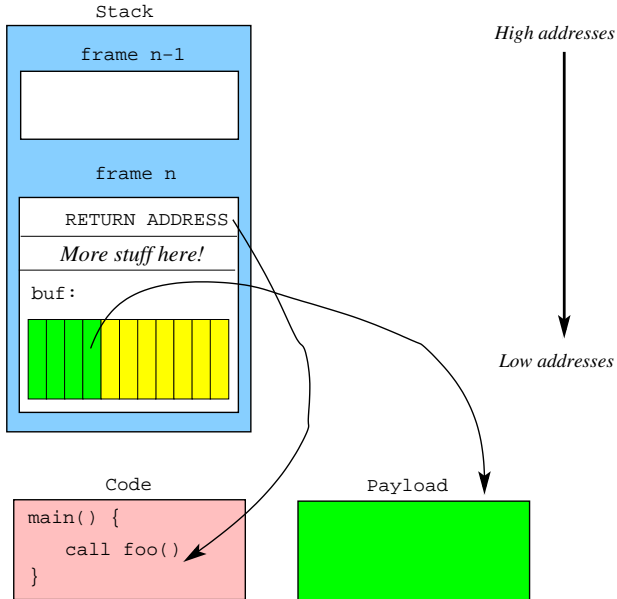 Stack
High addresses
frame n-1
frame n
RETURN ADDRESS
More stuff here!
buf:
Low addresses
Code
Payload
main() {
call foo()
}